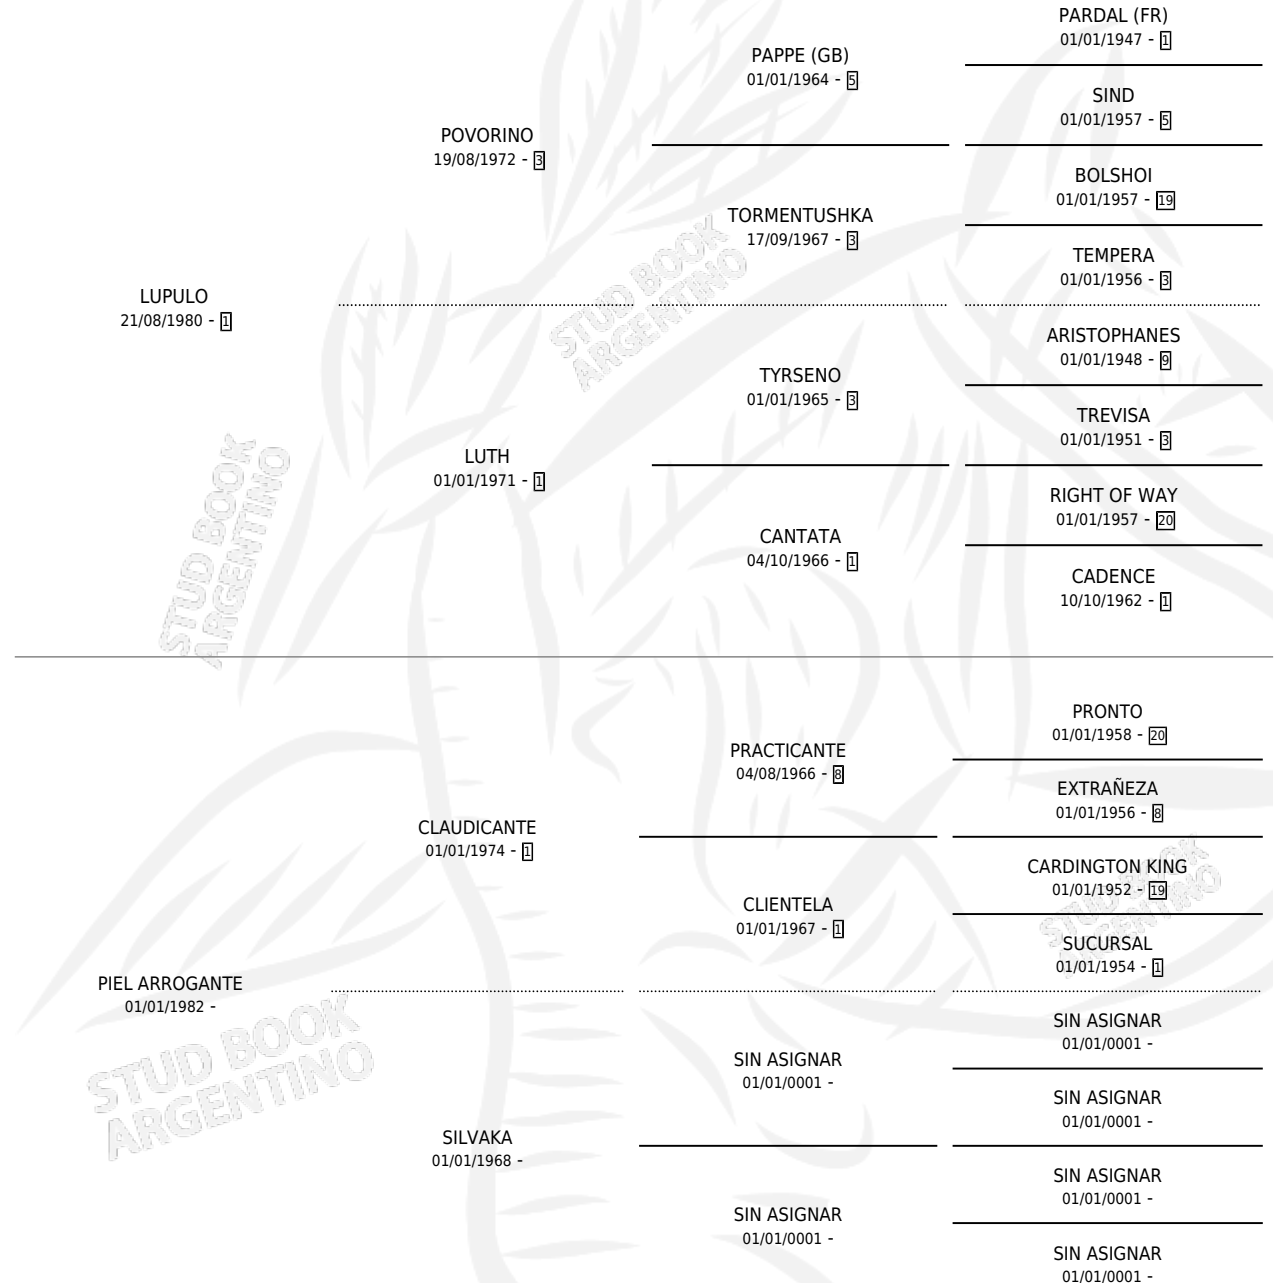 PARDAL (FR)
01/01/1947 - 1
PAPPE (GB)
01/01/1964 - 5
SIND
01/01/1957 - 5
POVORINO
19/08/1972 - 3
BOLSHOI
01/01/1957 - 19
TORMENTUSHKA
17/09/1967 - 3
TEMPERA
01/01/1956 - 3
LUPULO
21/08/1980 - 1
STUD BOOK
ARGENTINO
ARISTOPHANES
01/01/1948 - 9
TYRSENO
01/01/1965 - 3
TREVISA
01/01/1951 - 3
LUTH
01/01/1971 - 1
RIGHT OF WAY
01/01/1957 - 20
CANTATA
04/10/1966 - 1
CADENCE
10/10/1962 - 1
STUD BOOK
ARGENTINO
PRONTO
01/01/1958 - 20
PRACTICANTE
04/08/1966 - 8
EXTRAÑEZA
01/01/1956 - 8
CLAUDICANTE
01/01/1974 - 1
CARDINGTON KING
01/01/1952 - 19
CLIENTELA
01/01/1967 - 1
SUCURSAL
01/01/1954 - 1
STUD BOOK
ARGENTINO
PIEL ARROGANTE
01/01/1982 -
SIN ASIGNAR
01/01/0001 -
SIN ASIGNAR
01/01/0001 -
SIN ASIGNAR
01/01/0001 -
STUD BOOK
ARGENTINO
SILVAKA
01/01/1968 -
SIN ASIGNAR
01/01/0001 -
SIN ASIGNAR
01/01/0001 -
SIN ASIGNAR
01/01/0001 -